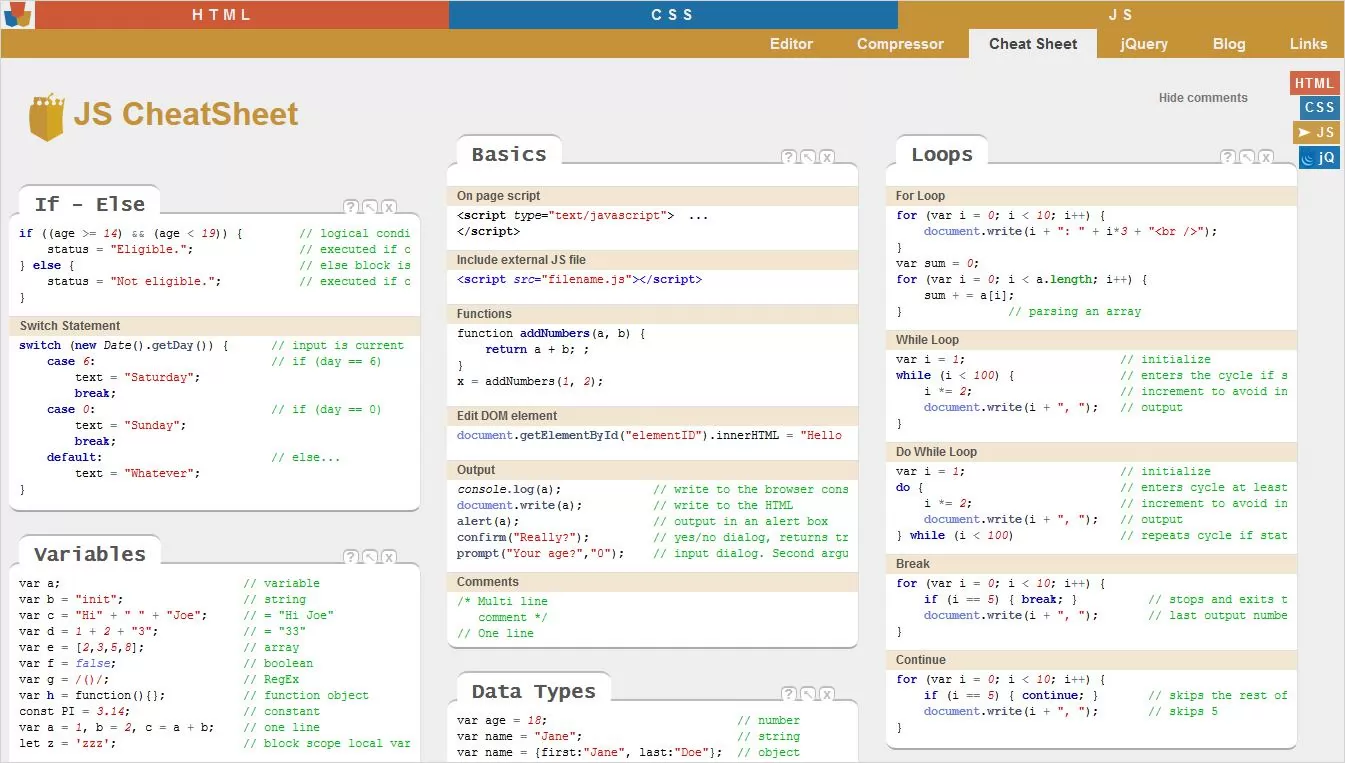 HTML
CSS
JS
Editor
Compressor
Cheat Sheet
jQuery
Blog
Links
Hide comments
HTML
CSS
JS
jQ
JS CheatSheet
If - Else
? x
if ((age >= 14) && (age < 19)) { // logical condi
status = "Eligible."; // executed if c
} else { // else block is
status = "Not eligible."; // executed if c
}
Switch Statement
switch (new Date().getDay()) { // input is current
case 6: // if (day == 6)
text = "Saturday";
break;
case 0: // if (day == 0)
text = "Sunday";
break;
default: // else...
text = "Whatever";
}
Variables
? x
var a; // variable
var b = "init"; // string
var c = "Hi" + " " + "Joe"; // = "Hi Joe"
var d = 1 + 2 + "3"; // = "33"
var e = [2,3,5,8]; // array
var f = false; // boolean
var g = /()/; // RegEx
var h = function(){}; // function object
const PI = 3.14; // constant
var a = 1, b = 2, c = a + b; // one line
let z = 'zzz'; // block scope local var
Basics
? x
On page script
<script type="text/javascript"> ...
</script>
Include external JS file
<script src="filename.js"></script>
Functions
function addNumbers(a, b) {
return a + b; ;
}
x = addNumbers(1, 2);
Edit DOM element
document.getElementById("elementID").innerHTML = "Hello
Output
console.log(a); // write to the browser cons
document.write(a); // write to the HTML
alert(a); // output in an alert box
confirm("Really?"); // yes/no dialog, returns tr
prompt("Your age?","0"); // input dialog. Second argu
Comments
/* Multi line
comment */
// One line
Data Types
? x
var age = 18; // number
var name = "Jane"; // string
var name = {first:"Jane", last:"Doe"}; // object
Loops
? x
For Loop
for (var i = 0; i < 10; i++) {
document.write(i + ": " + i*3 + "<br />");
}
var sum = 0;
for (var i = 0; i < a.length; i++) {
sum + = a[i];
} // parsing an array
While Loop
var i = 1; // initialize
while (i < 100) { // enters the cycle if s
i *= 2; // increment to avoid in
document.write(i + ", "); // output
}
Do While Loop
var i = 1; // initialize
do { // enters cycle at least
i *= 2; // increment to avoid in
document.write(i + ", "); // output
} while (i < 100) // repeats cycle if stat
Break
for (var i = 0; i < 10; i++) {
if (i == 5) { break; } // stops and exits t
document.write(i + ", "); // last output numbe
}
Continue
for (var i = 0; i < 10; i++) {
if (i == 5) { continue; } // skips the rest of
document.write(i + ", "); // skips 5
}